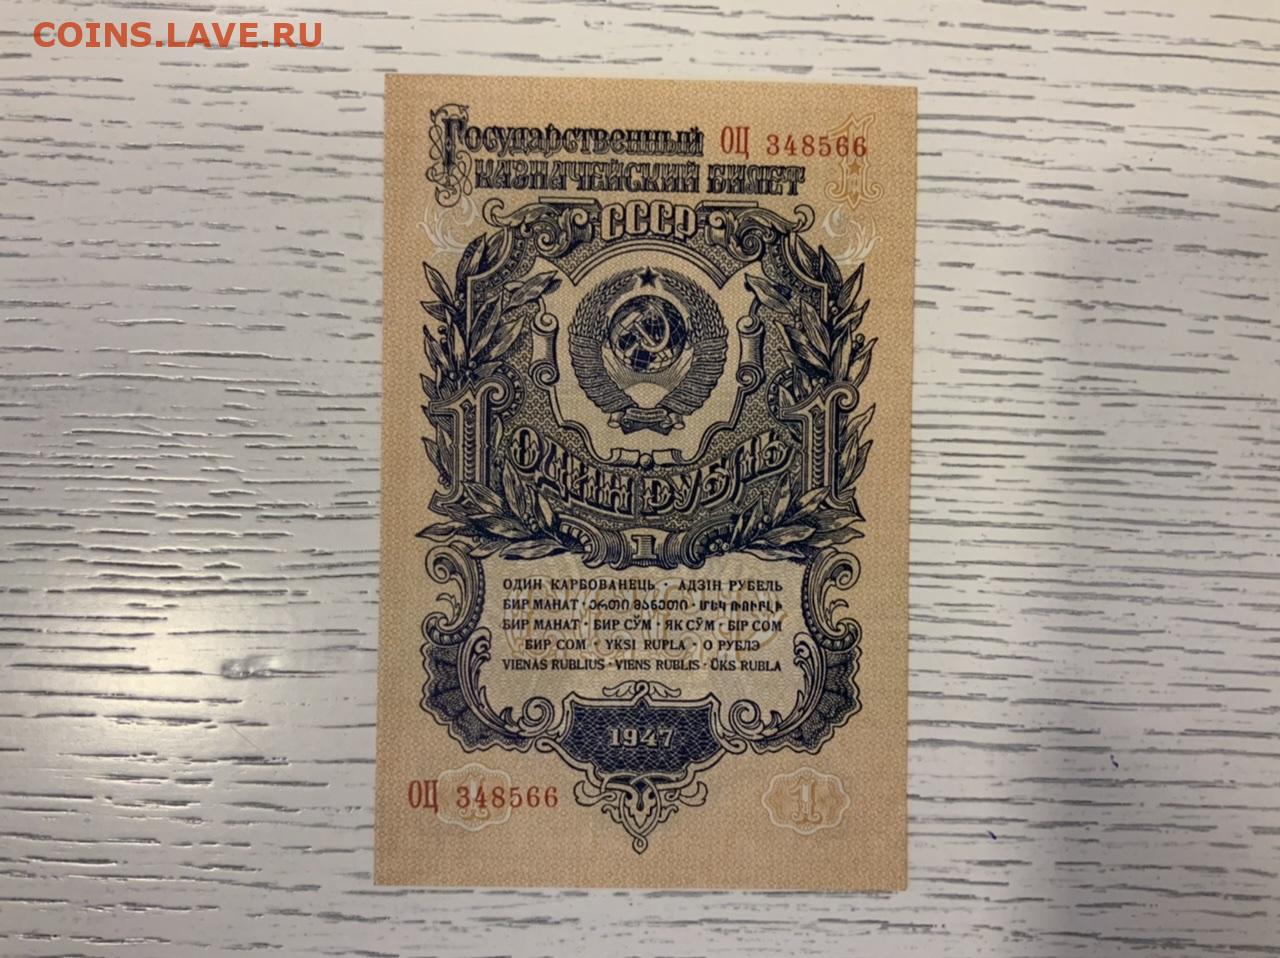 COINS.LAVE.RU
Государственный ОЦ 348566
казначейский билет
1
СССР
1 1
ОДИН РУБЛЬ
1
ОДИН КАРБОВАНЕЦЬ · АДЗIН РУБЕЛЬ
БИР МАНАТ · ᲔᲠᲗᲘ ᲛᲐᲜᲔᲗᲘ · ՄԵԿ ՌՈՒԲԼԻ
БИР МАНАТ · БИР СЎМ · ЯК СЎМ · БІР СОМ
БИР СОМ · YKSI RUPLA · О РУБЛЭ
VIENAS RUBLIUS · VIENS RUBLIS · ÜKS RUBLA
1947
ОЦ 348566
1 1